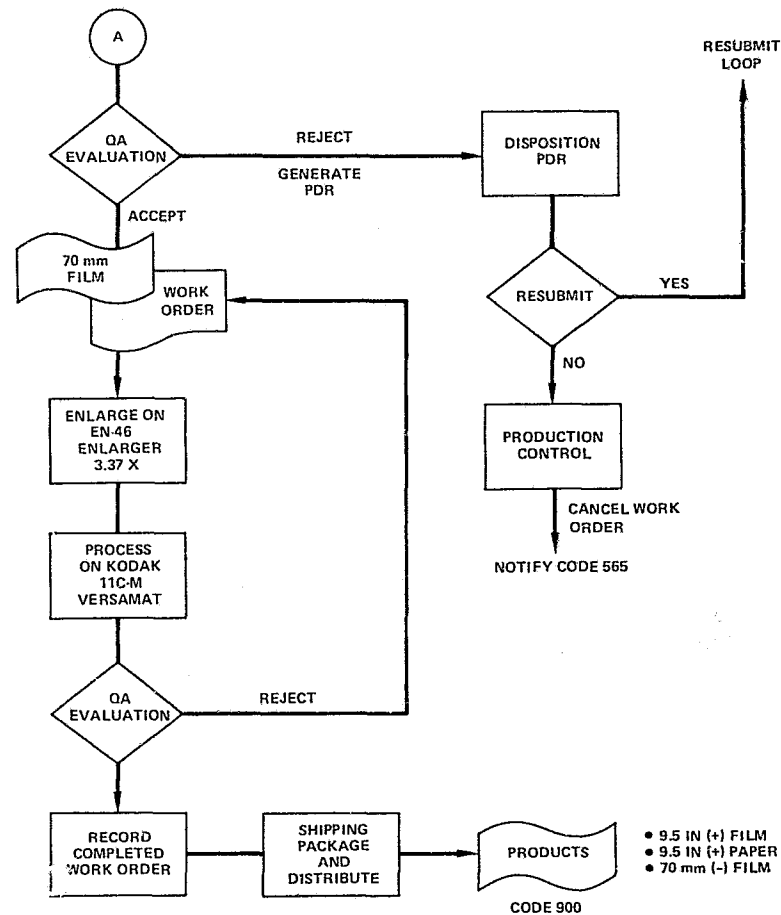 A
RESUBMIT
LOOP
QA
EVALUATION
REJECT
GENERATE
PDR
DISPOSITION
PDR
ACCEPT
70 mm
FILM
WORK
ORDER
RESUBMIT
YES
NO
ENLARGE ON
EN-46
ENLARGER
3.37 X
PRODUCTION
CONTROL
CANCEL WORK
ORDER
NOTIFY CODE 565
PROCESS
ON KODAK
11C-M
VERSAMAT
QA
EVALUATION
REJECT
RECORD
COMPLETED
WORK ORDER
SHIPPING
PACKAGE
AND
DISTRIBUTE
PRODUCTS
CODE 900
• 9.5 IN (+) FILM
• 9.5 IN (+) PAPER
• 70 mm (-) FILM